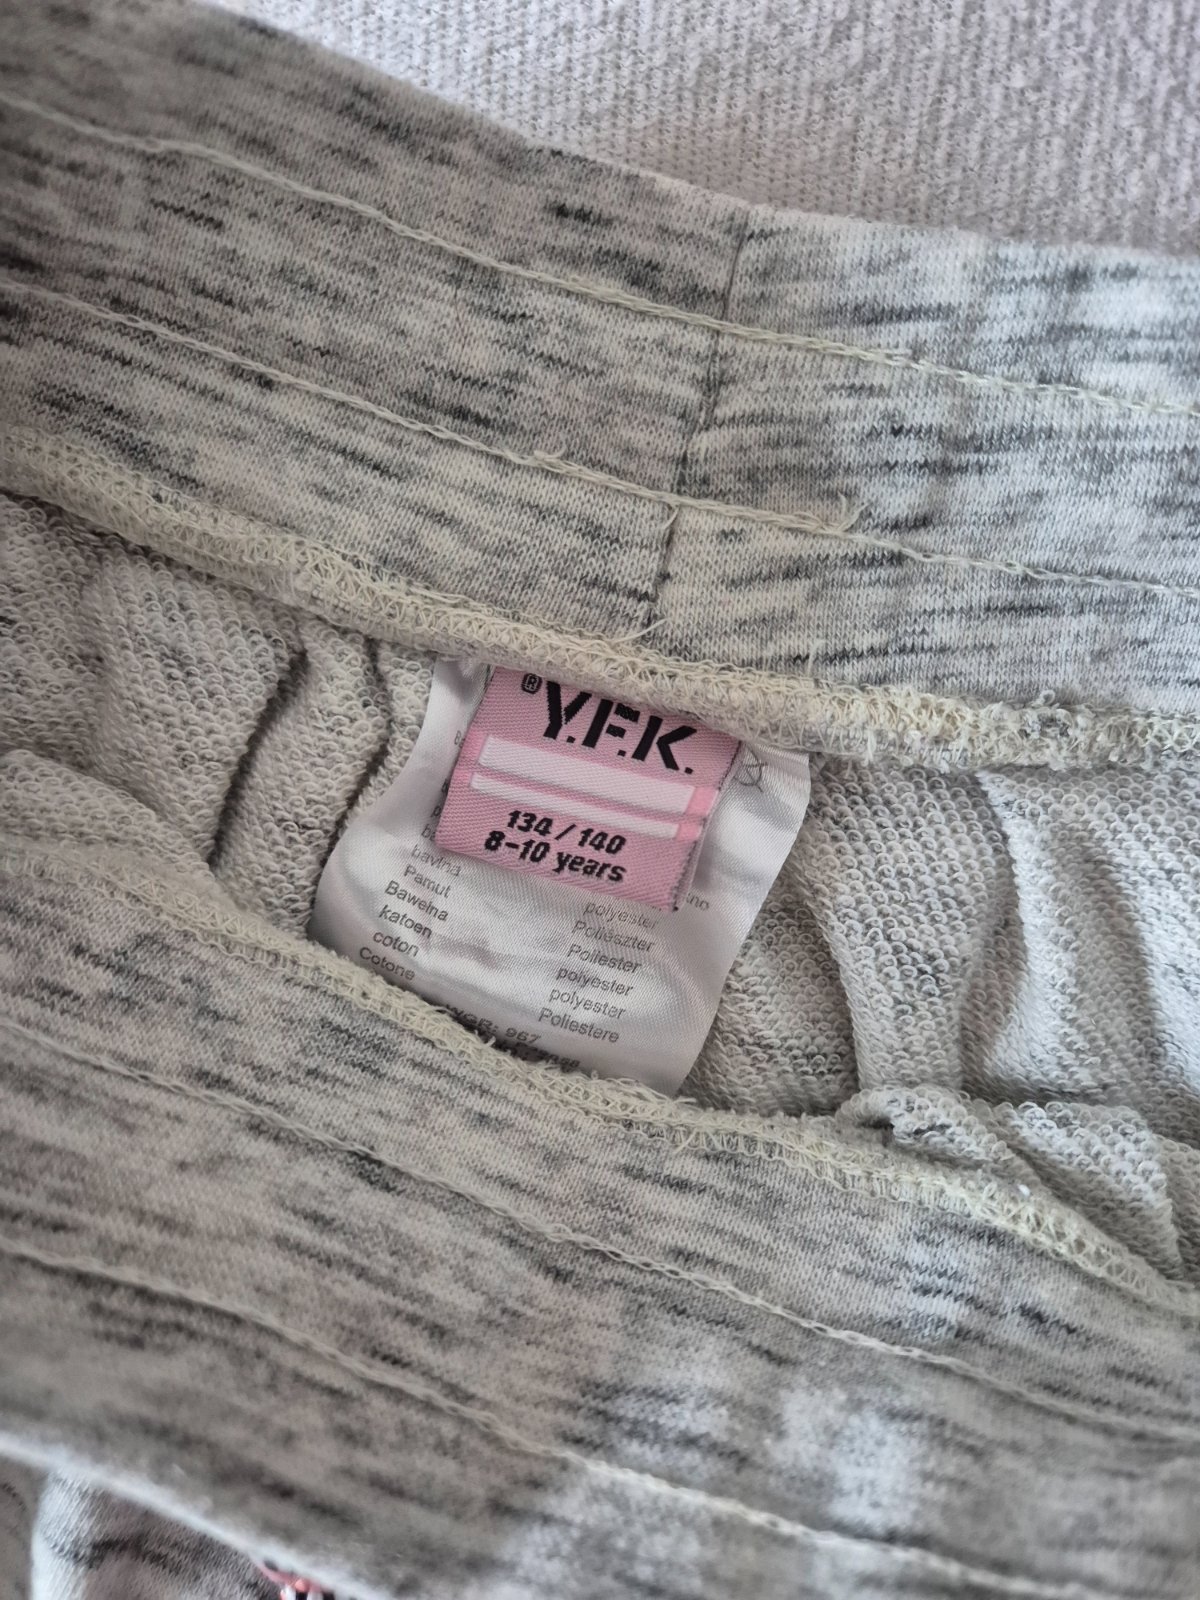 ® Y.F.K.
134 / 140
8-10 years
bavlna
Pamut
Bawełna
katoen
coton
Cotone
polyester
Poliészter
Poliester
polyester
polyester
Poliestere